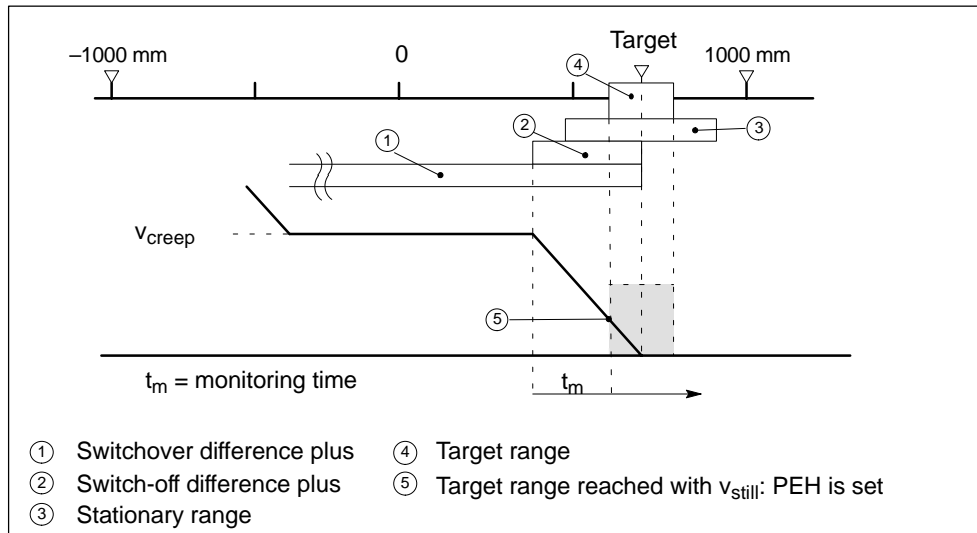 –1000 mm 0 Target 1000 mm
4
3
2
1
v_creep
5
t_m = monitoring time t_m
1 Switchover difference plus 4 Target range
2 Switch-off difference plus 5 Target range reached with v_still: PEH is set
3 Stationary range